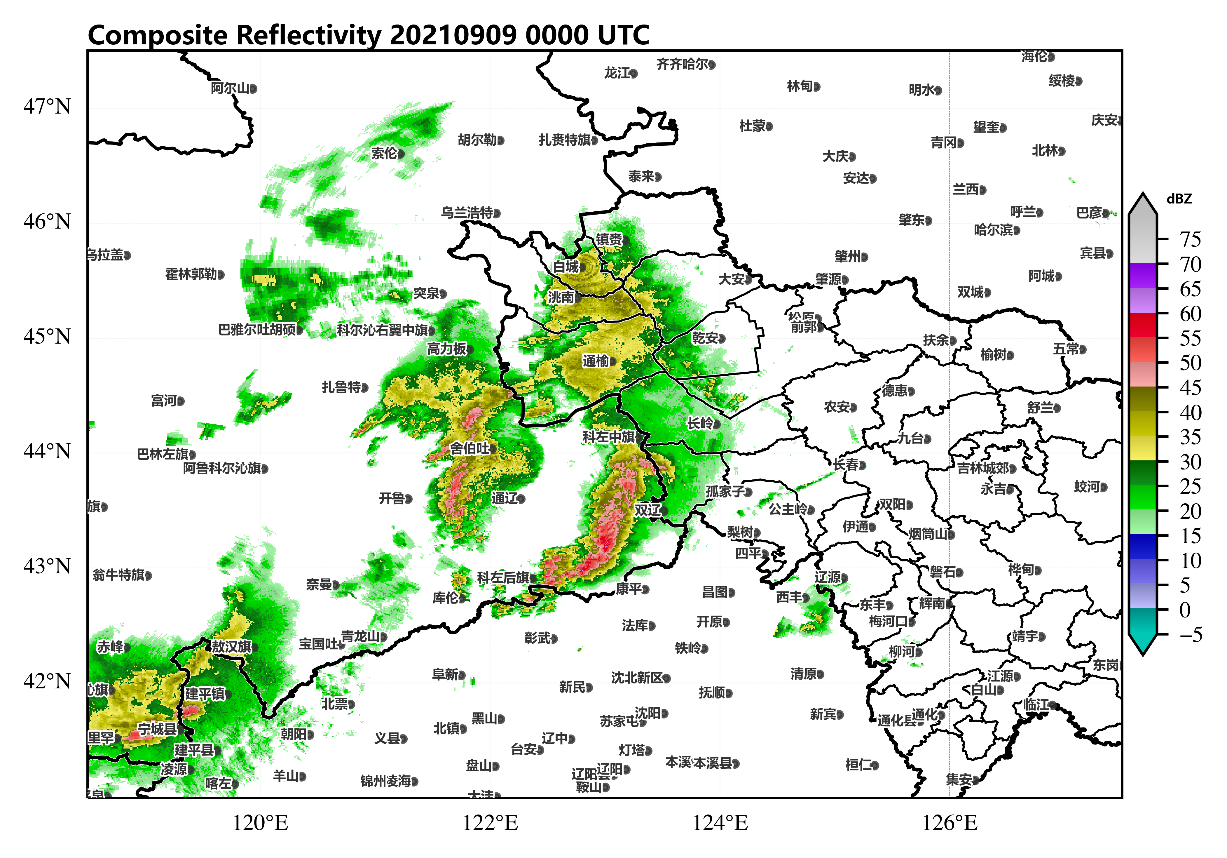 Composite Reflectivity 20210909 0000 UTC
海伦
龙江
齐齐哈尔
绥棱
阿尔山
林甸
明水
47°N
庆安
杜蒙
望奎
胡尔勒
扎赉特旗
青冈
北林
索伦
大庆
安达
泰来
兰西
dBZ
乌兰浩特
呼兰
巴彦
46°N
肇东
哈尔滨
镇赉
75
乌拉盖
肇州
宾县
70
霍林郭勒
白城
大安
肇源
阿城
65
突泉
洮南
双城
60
巴雅尔吐胡硕
科尔沁右翼中旗
松原
前郭
55
45°N
乾安
扶余
五常
高力板
榆树
50
通榆
扎鲁特
德惠
45
富河
农安
舒兰
40
长岭
科左中旗
九台
35
44°N
巴林左旗
舍伯吐
阿鲁科尔沁旗
长春
吉林城郊
30
开鲁
通辽
孤家子
永吉
蛟河
25
旗
双辽
公主岭
双阳
20
梨树
伊通
烟筒山
15
四平
43°N
翁牛特旗
奈曼
科左后旗
辽源
磐石
桦甸
10
库伦
康平
昌图
西丰
东丰
辉南
5
法库
开原
梅河口
0
赤峰
敖汉旗
宝国吐
青龙山
彰武
铁岭
柳河
靖宇
−5
东岗
42°N
建平镇
阜新
新民
沈北新区
清原
江源
白山
北票
抚顺
临江
宁城县
朝阳
义县
北镇
黑山
苏家屯
沈阳
新宾
通化县
通化
里罕
建平县
台安
辽中
灯塔
凌源
羊山
盘山
辽阳县
辽阳
本溪
本溪县
桓仁
喀左
锦州凌海
鞍山
集安
大洼
120°E
122°E
124°E
126°E